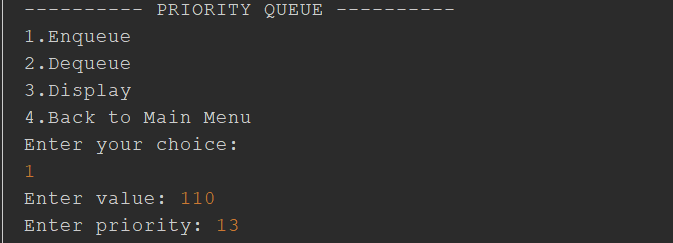 ---------- PRIORITY QUEUE ----------
1.Enqueue
2.Dequeue
3.Display
4.Back to Main Menu
Enter your choice:
1
Enter value: 110
Enter priority: 13